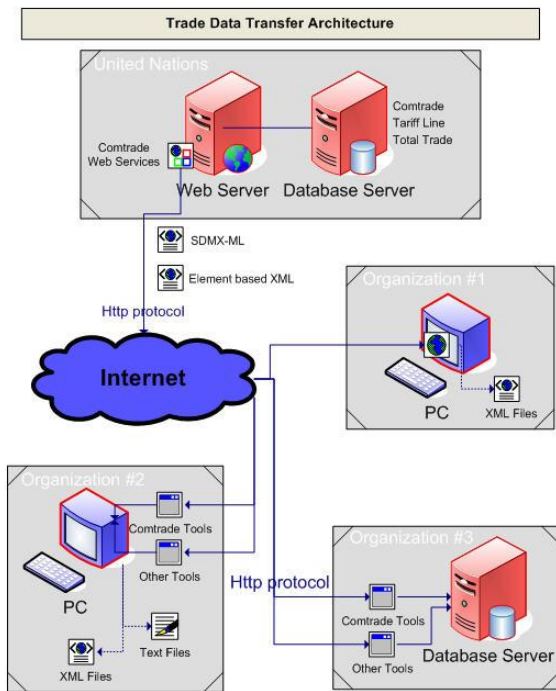 Trade Data Transfer Architecture
United Nations
Comtrade
Web Services
Web Server
Database Server
Comtrade
Tariff Line
Total Trade
SDMX-ML
Element based XML
Http protocol
Internet
Organization #1
PC
XML Files
Organization #2
Comtrade Tools
Other Tools
PC
XML Files
Text Files
Http protocol
Organization #3
Comtrade Tools
Other Tools
Database Server